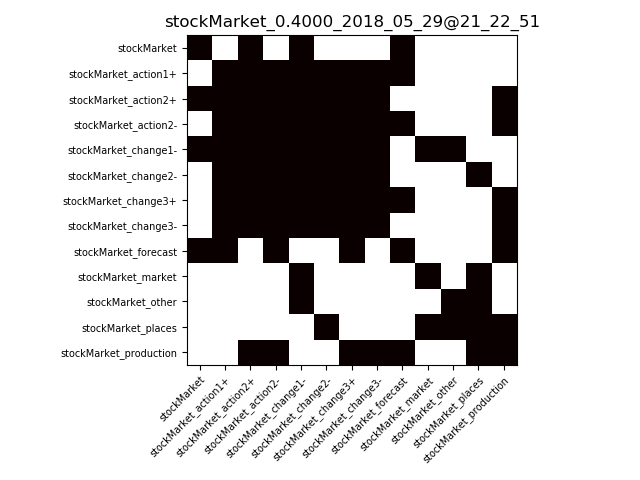 stockMarket_0.4000_2018_05_29@21_22_51
stockMarket
stockMarket_action1+
stockMarket_action2+
stockMarket_action2-
stockMarket_change1-
stockMarket_change2-
stockMarket_change3+
stockMarket_change3-
stockMarket_forecast
stockMarket_market
stockMarket_other
stockMarket_places
stockMarket_production
stockMarket
stockMarket_action1+
stockMarket_action2+
stockMarket_action2-
stockMarket_change1-
stockMarket_change2-
stockMarket_change3+
stockMarket_change3-
stockMarket_forecast
stockMarket_market
stockMarket_other
stockMarket_places
stockMarket_production